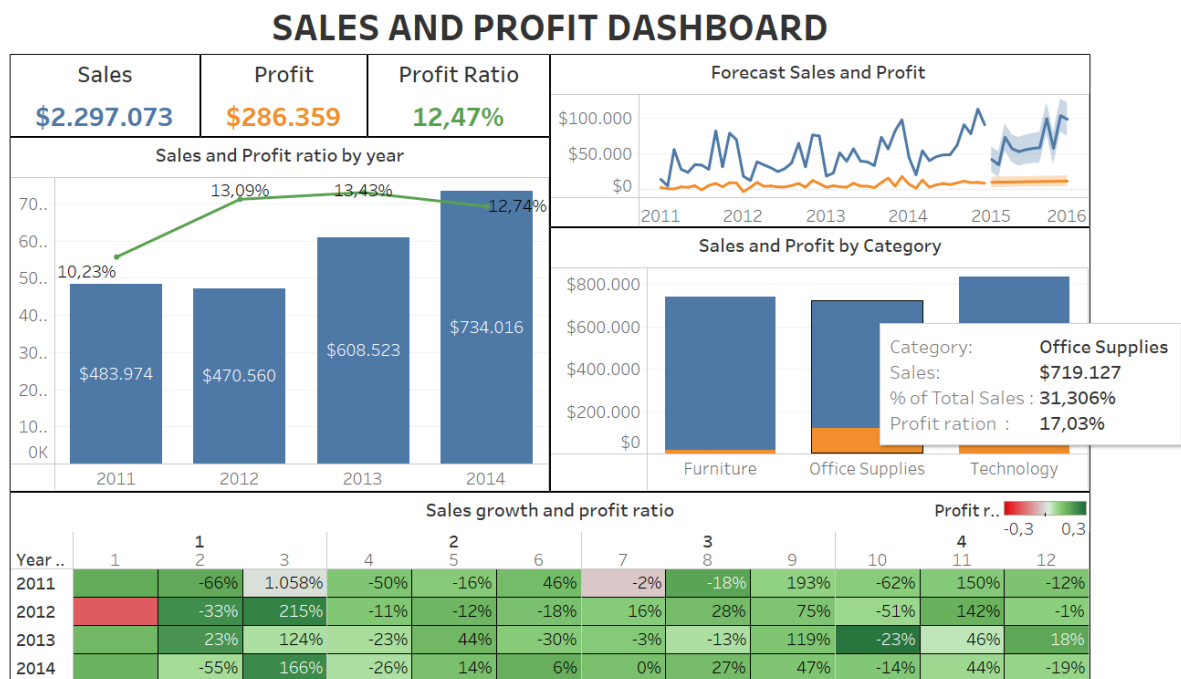 SALES AND PROFIT DASHBOARD
Sales Profit Profit Ratio
$2.297.073 $286.359 12,47%
Sales and Profit ratio by year
70..
60..
50..
40..
30..
20..
10..
0K
10,23% 13,09% 13,43% 12,74%
$483.974 $470.560 $608.523 $734.016
2011 2012 2013 2014
Forecast Sales and Profit
$100.000
$50.000
$0
2011 2012 2013 2014 2015 2016
Sales and Profit by Category
$800.000
$600.000
$400.000
$200.000
$0
Category: Office Supplies
Sales: $719.127
% of Total Sales : 31,306%
Profit ration : 17,03%
Furniture Office Supplies Technology
Sales growth and profit ratio
Profit r..
-0,3 0,3
1 2 3 4
Year .. 1 2 3 4 5 6 7 8 9 10 11 12
2011 -66% 1.058% -50% -16% 46% -2% -18% 193% -62% 150% -12%
2012 -33% 215% -11% -12% -18% 16% 28% 75% -51% 142% -1%
2013 23% 124% -23% 44% -30% -3% -13% 119% -23% 46% 18%
2014 -55% 166% -26% 14% 6% 0% 27% 47% -14% 44% -19%